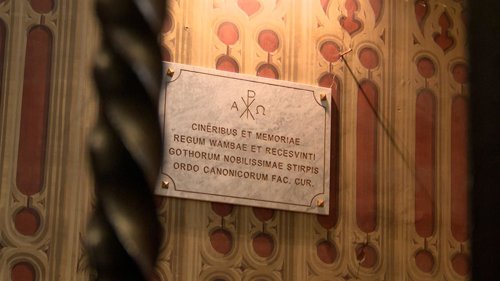 Α ☧ Ω
CINERIBUS ET MEMORIAE
REGUM WAMBAE ET RECESVINTI
GOTHORUM NOBILISSIMAE STIRPIS
ORDO CANONICORUM FAC. CUR.